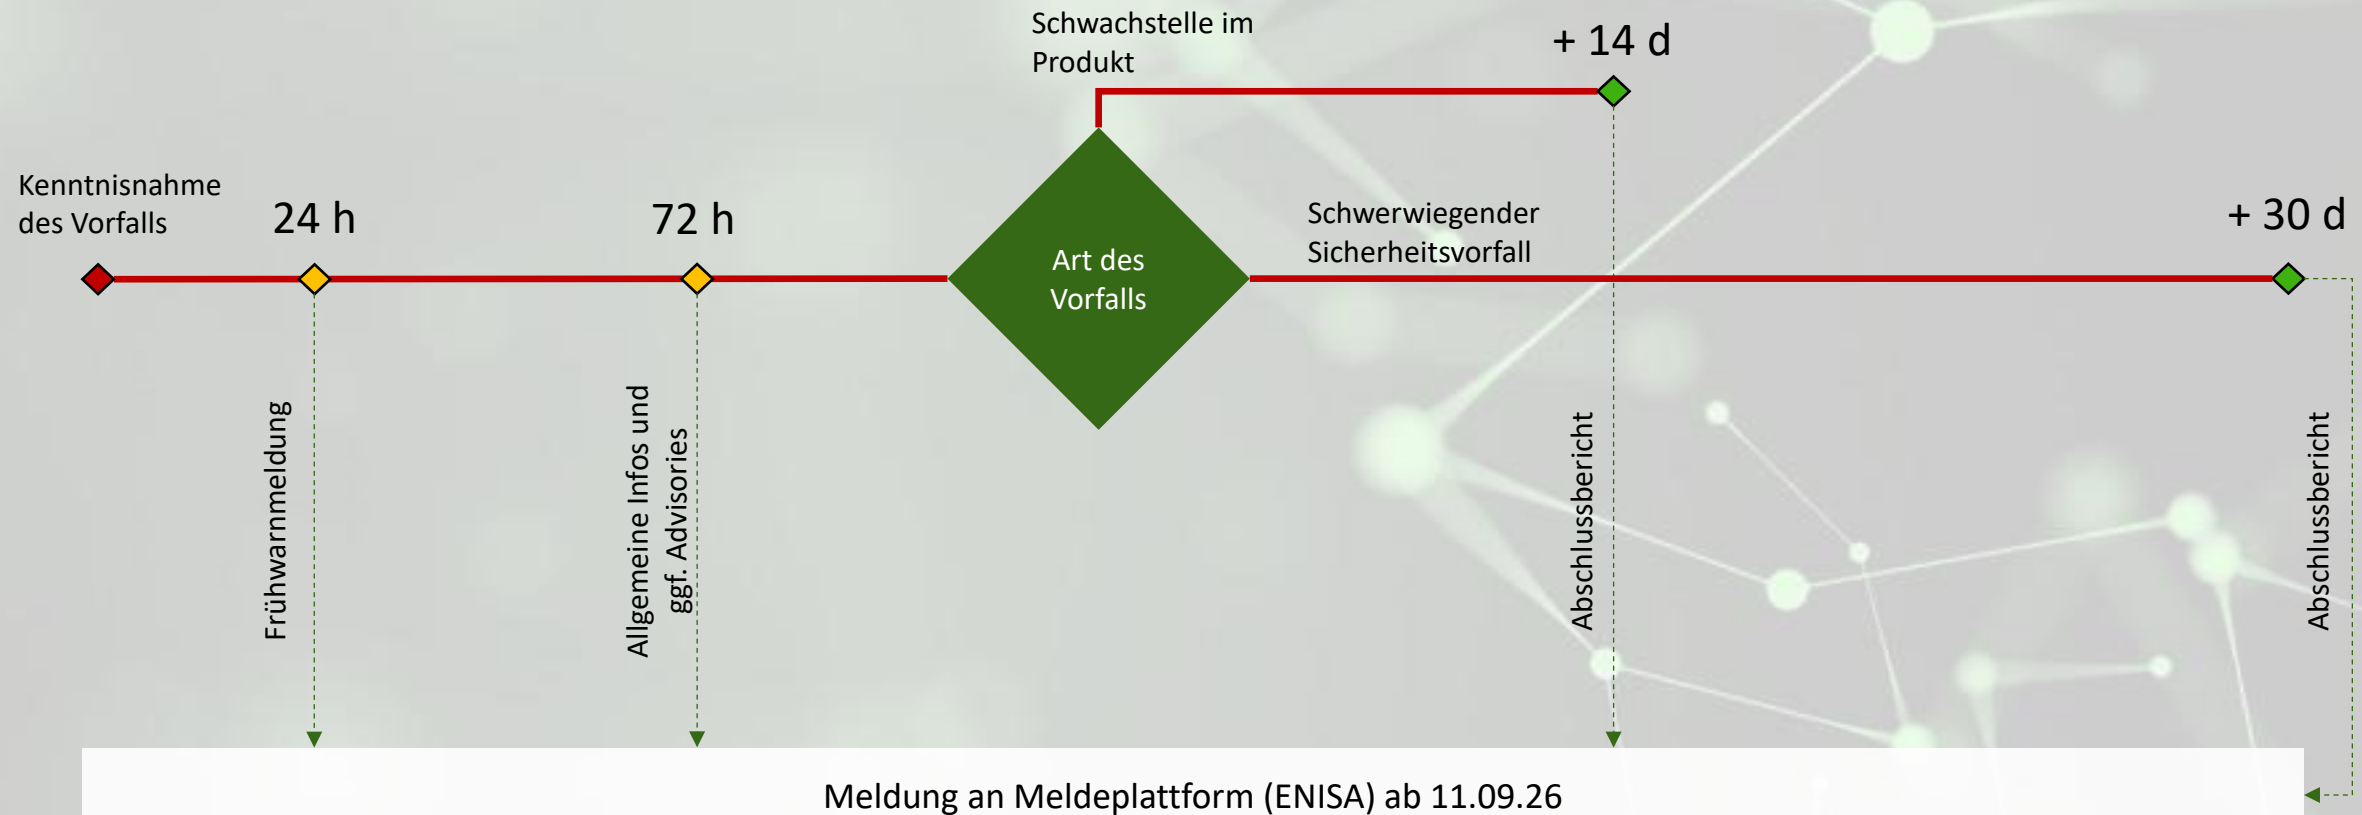 Schwachstelle im
Produkt
+ 14 d
Kenntnisnahme
des Vorfalls
24 h
72 h
Art des
Vorfalls
Schwerwiegender
Sicherheitsvorfall
+ 30 d
Frühwarnmeldung
Allgemeine Infos und
ggf. Advisories
Abschlussbericht
Abschlussbericht
Meldung an Meldeplattform (ENISA) ab 11.09.26